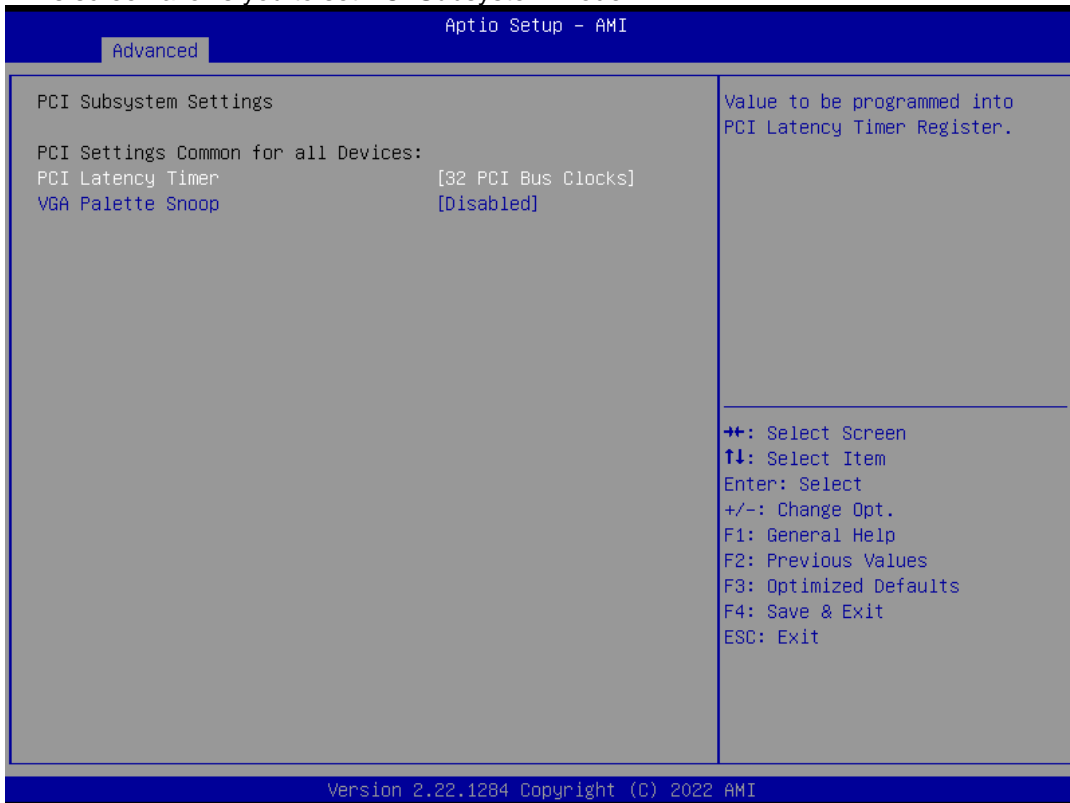 Aptio Setup – AMI
Advanced
PCI Subsystem Settings
PCI Settings Common for all Devices:
PCI Latency Timer [32 PCI Bus Clocks]
VGA Palette Snoop [Disabled]
Value to be programmed into
PCI Latency Timer Register.
→←: Select Screen
↑↓: Select Item
Enter: Select
+/-: Change Opt.
F1: General Help
F2: Previous Values
F3: Optimized Defaults
F4: Save & Exit
ESC: Exit
Version 2.22.1284 Copyright (C) 2022 AMI